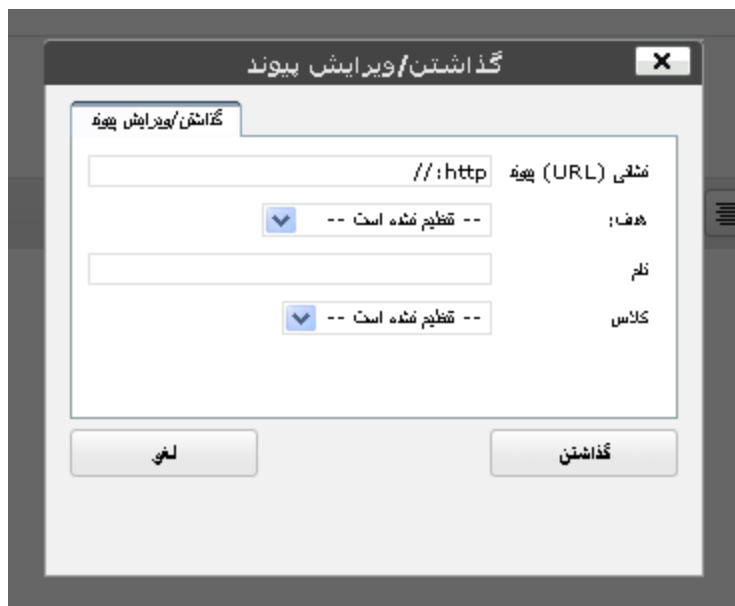 گذاشتن/ویرایش پیوند
گذاشتن/ویرایش پیوند
نشانی (URL) پیوند //:http
هدف: -- تنظیم نشده است --
نام
کلاس -- تنظیم نشده است --
گذاشتن لغو